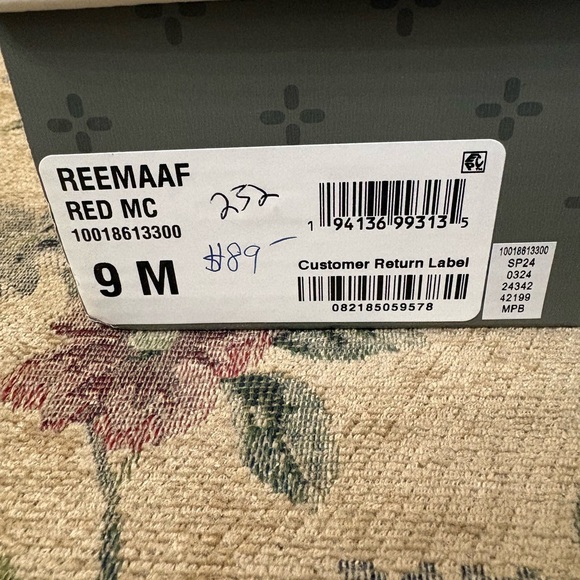 REEMAAF
RED MC
10018613300
9 M
232
$89-
1 94136 99313 5
Customer Return Label
082185059578
10018613300
SP24
0324
24342
42199
MPB